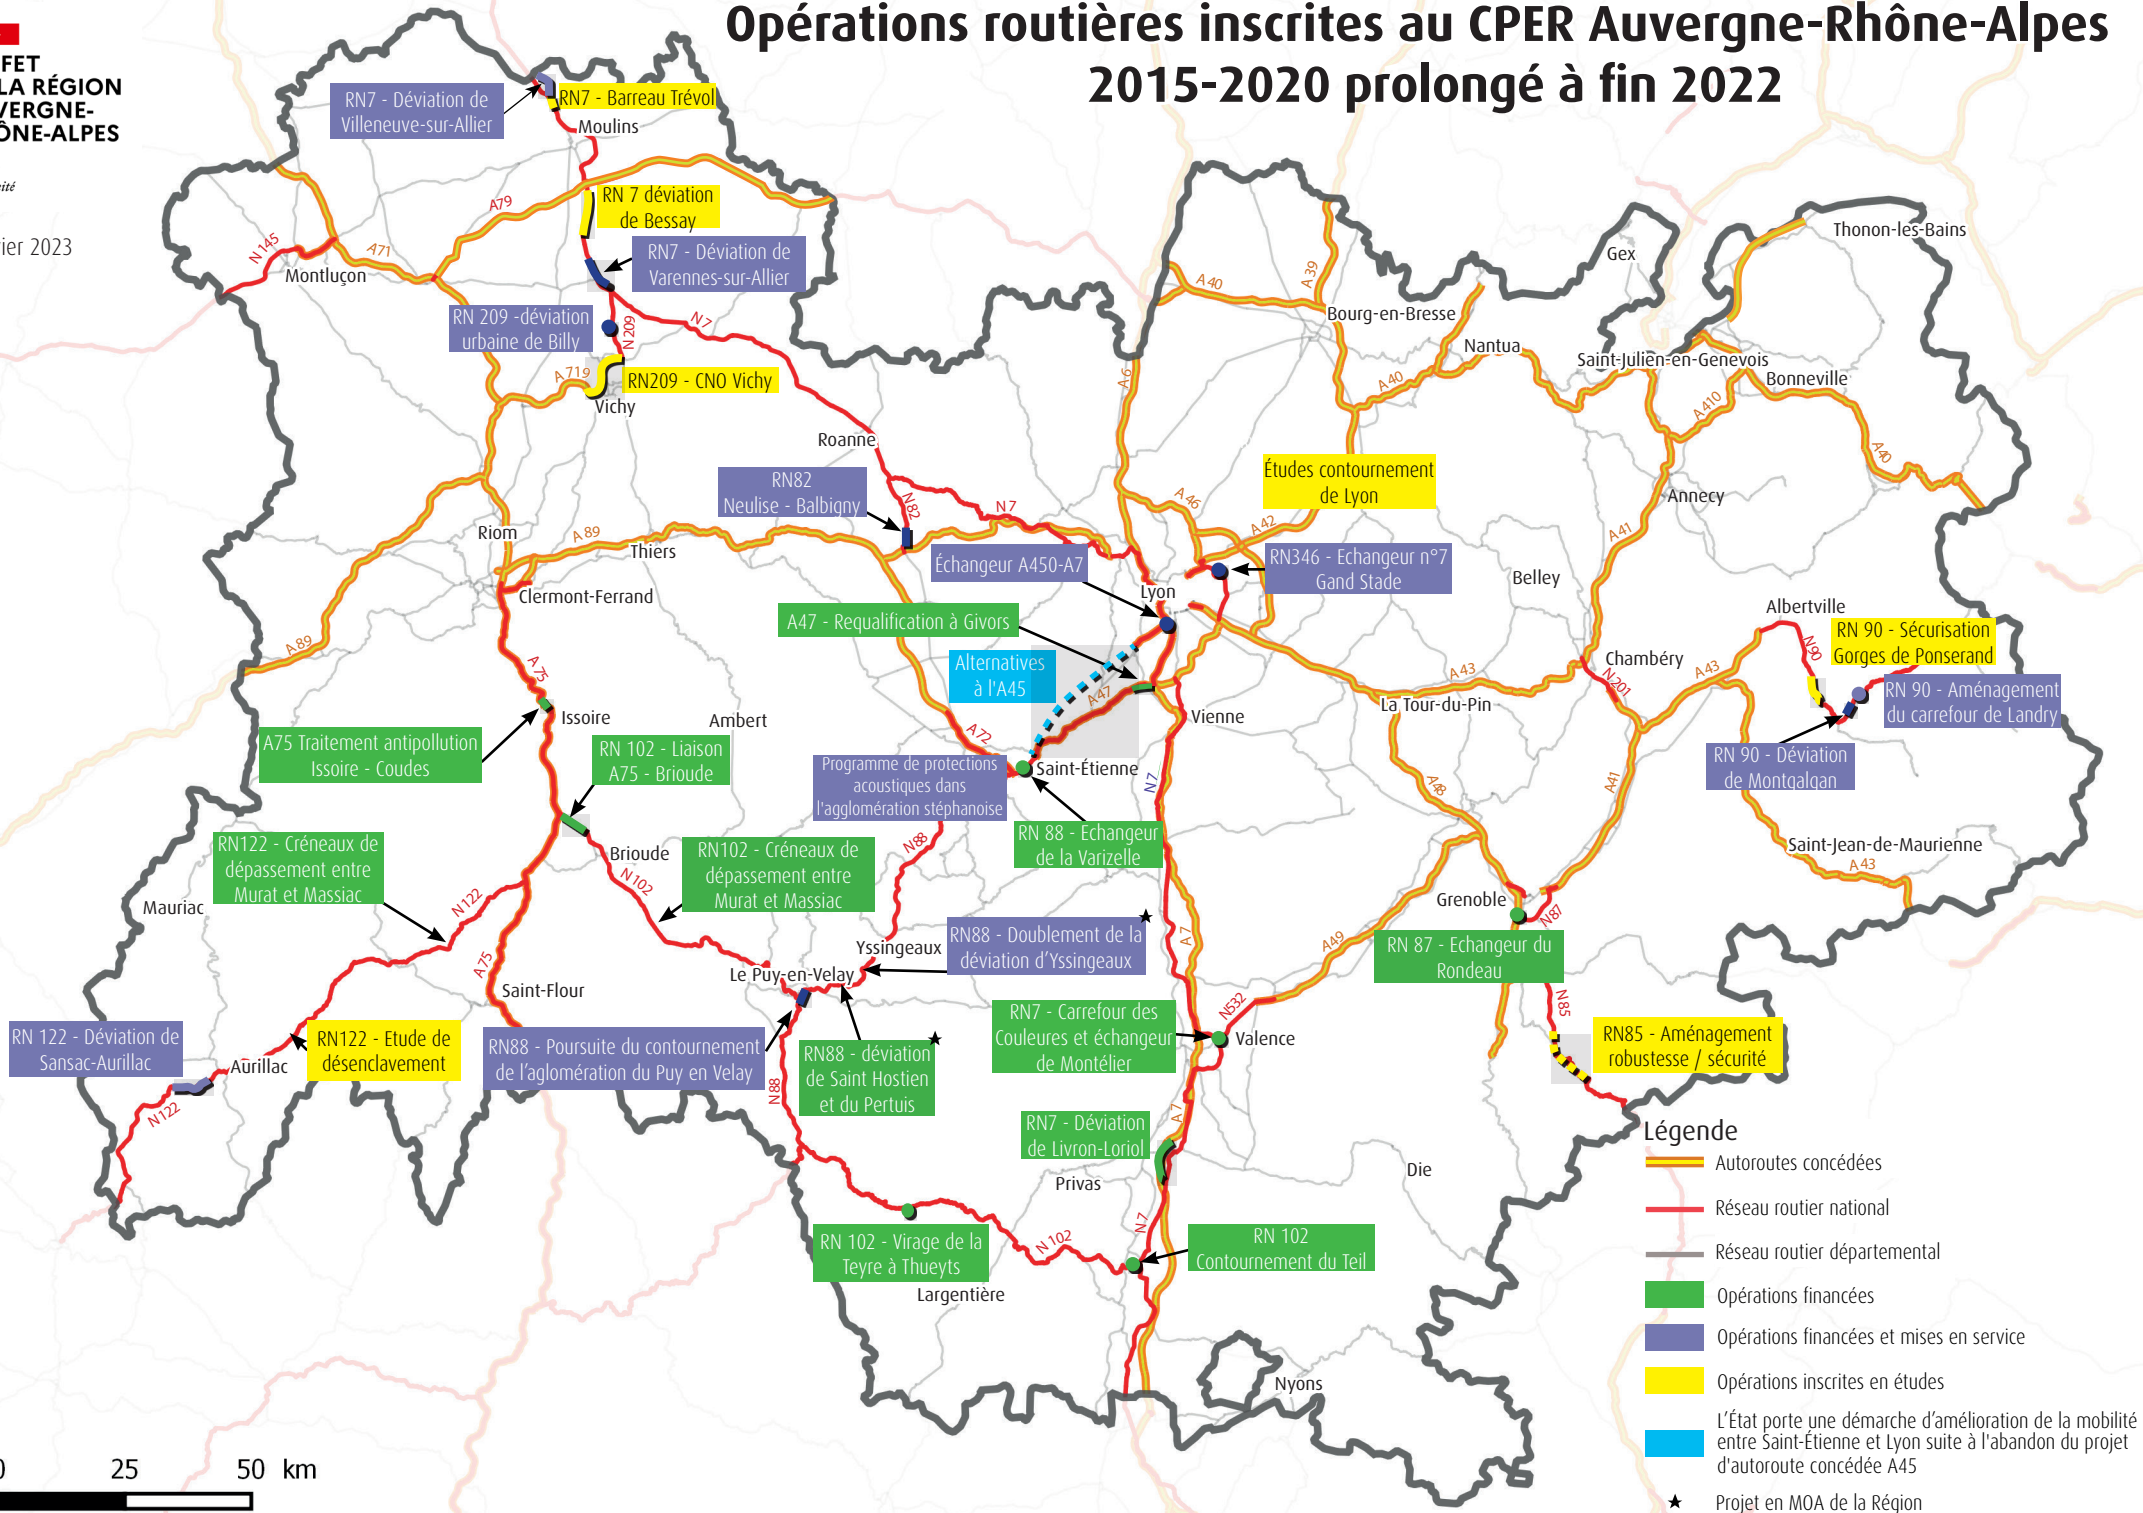 Opérations routières inscrites au CPER Auvergne-Rhône-Alpes
2015-2020 prolongé à fin 2022
FET
LA RÉGION
VERGNE-
ÔNE-ALPES
ité
ier 2023
RN7 - Déviation de
Villeneuve-sur-Allier
RN7 - Barreau Trévol
Moulins
RN 7 déviation
de Bessay
A79
N145
A71
Montluçon
RN7 - Déviation de
Varennes-sur-Allier
RN 209 -déviation
urbaine de Billy
N209
N7
A719
RN209 - CNO Vichy
Vichy
Roanne
A6
A40
A39
Bourg-en-Bresse
Nantua
A40
Gex
Thonon-les-Bains
Saint-Julien-en-Genevois
Bonneville
A410
A40
Annecy
A41
RN82
Neulise - Balbigny
N82
N7
A46
A42
Études contournement
de Lyon
Riom
A89
Thiers
Clermont-Ferrand
A89
Échangeur A450-A7
RN346 - Echangeur n°7
Gand Stade
Lyon
Belley
A47 - Requalification à Givors
Alternatives
à l'A45
A47
Albertville
N90
RN 90 - Sécurisation
Gorges de Ponserand
Chambéry
N201
A43
A43
La Tour-du-Pin
RN 90 - Aménagement
du carrefour de Landry
RN 90 - Déviation
de Montgalgan
A75
Issoire
Ambert
Vienne
A72
A75 Traitement antipollution
Issoire - Coudes
RN 102 - Liaison
A75 - Brioude
Programme de protections
acoustiques dans
l'agglomération stéphanoise
Saint-Étienne
N7
A48
A41
RN 88 - Echangeur
de la Varizelle
N88
Saint-Jean-de-Maurienne
A43
RN122 - Créneaux de
dépassement entre
Murat et Massiac
Brioude
N102
RN102 - Créneaux de
dépassement entre
Murat et Massiac
Mauriac
N122
A75
Grenoble
N87
RN 87 - Echangeur du
Rondeau
A49
A7
Yssingeaux
RN88 - Doublement de la
déviation d’Yssingeaux
Le Puy-en-Velay
Saint-Flour
N85
N532
RN7 - Carrefour des
Couleures et échangeur
de Montélier
Valence
RN85 - Aménagement
robustesse / sécurité
RN 122 - Déviation de
Sansac-Aurillac
RN122 - Etude de
désenclavement
Aurillac
RN88 - Poursuite du contournement
de l’aglomération du Puy en Velay
RN88 - déviation
de Saint Hostien
et du Pertuis
N88
N122
A7
RN7 - Déviation
de Livron-Loriol
Privas
Die
RN 102 - Virage de la
Teyre à Thueyts
N102
N7
RN 102
Contournement du Teil
Largentière
Nyons
Légende
Autoroutes concédées
Réseau routier national
Réseau routier départemental
Opérations financées
Opérations financées et mises en service
Opérations inscrites en études
L’État porte une démarche d’amélioration de la mobilité
entre Saint-Étienne et Lyon suite à l'abandon du projet
d'autoroute concédée A45
Projet en MOA de la Région
0 25 50 km